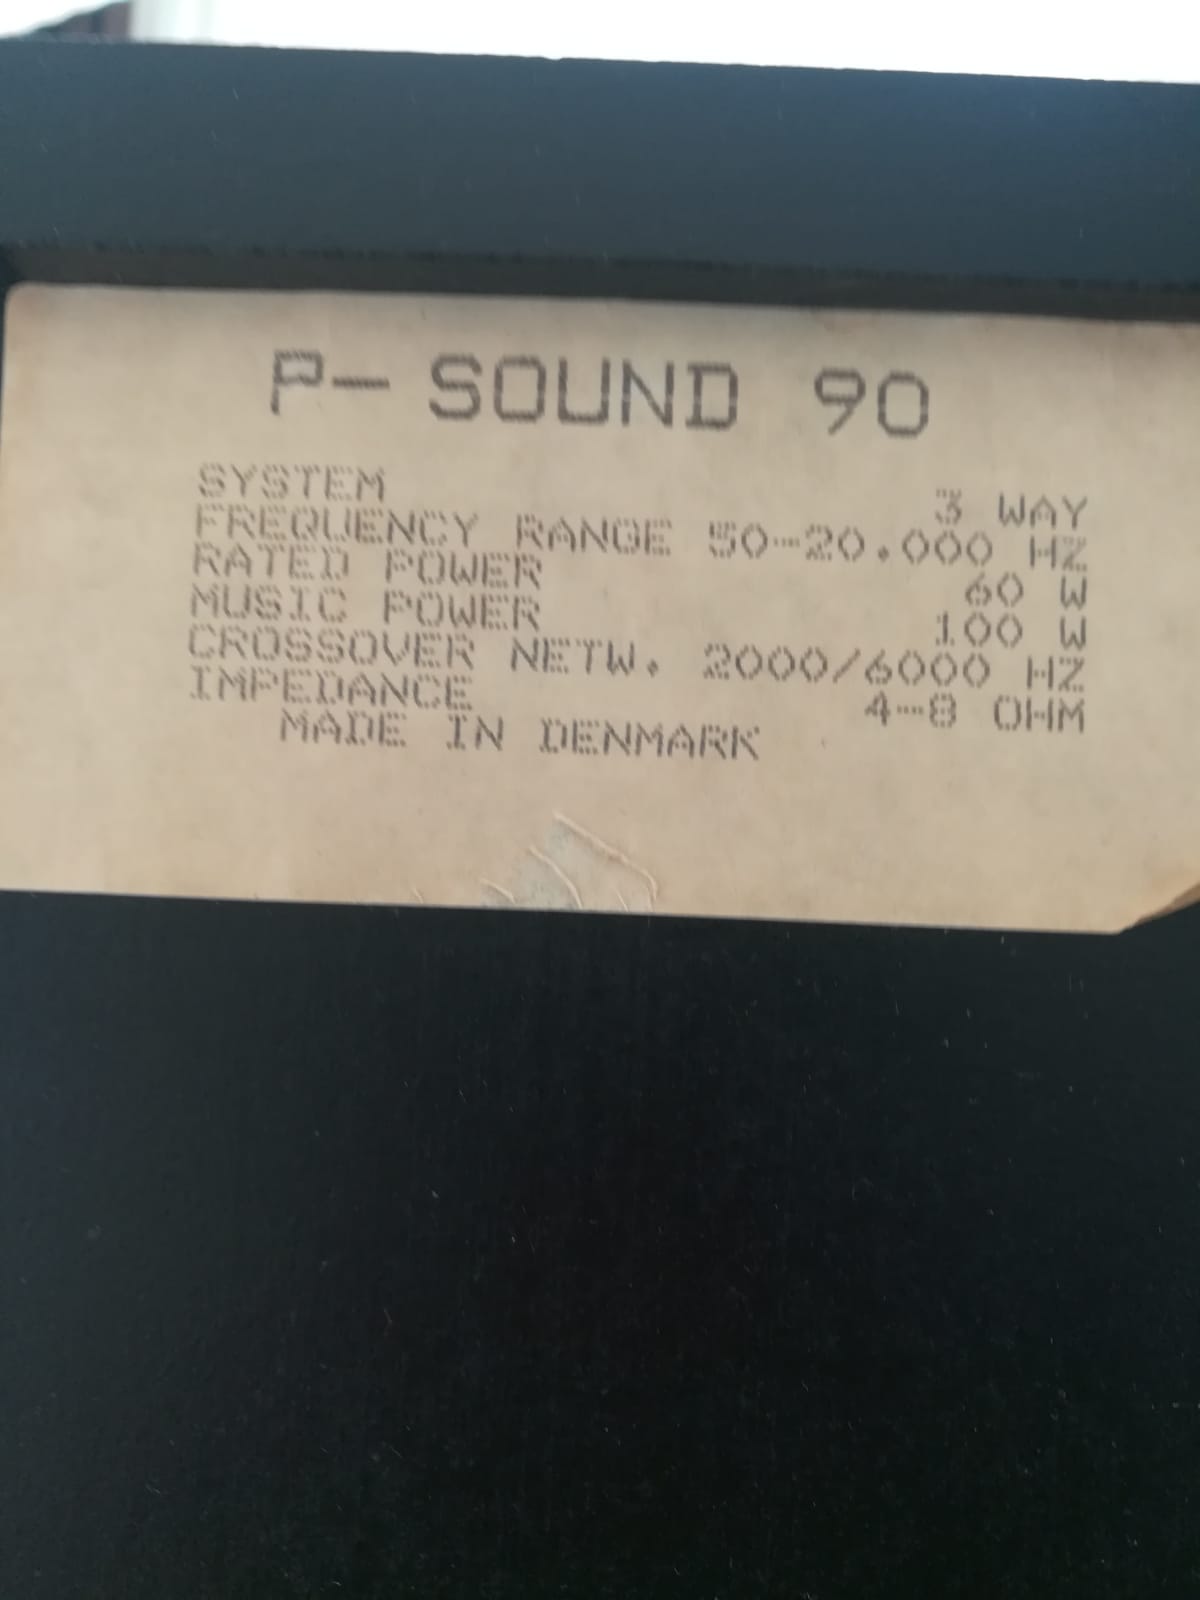 P- SOUND 90
SYSTEM 3 WAY
FREQUENCY RANGE 50-20.000 HZ
RATED POWER 60 W
MUSIC POWER 100 W
CROSSOVER NETW. 2000/6000 HZ
IMPEDANCE 4-8 OHM
MADE IN DENMARK